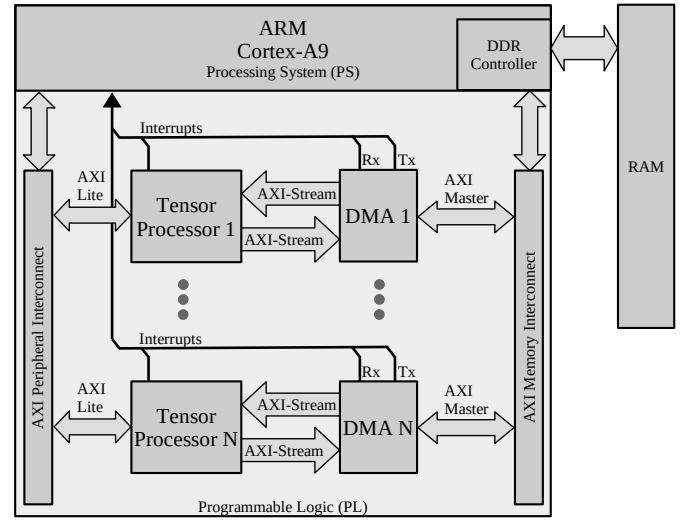 ARM
Cortex-A9
Processing System (PS)
DDR
Controller
RAM
Interrupts
Rx Tx
AXI
Lite
Tensor
Processor 1
AXI-Stream
AXI-Stream
DMA 1
AXI
Master
AXI Peripheral Interconnect
AXI Memory Interconnect
Interrupts
Rx Tx
AXI
Lite
Tensor
Processor N
AXI-Stream
AXI-Stream
DMA N
AXI
Master
Programmable Logic (PL)